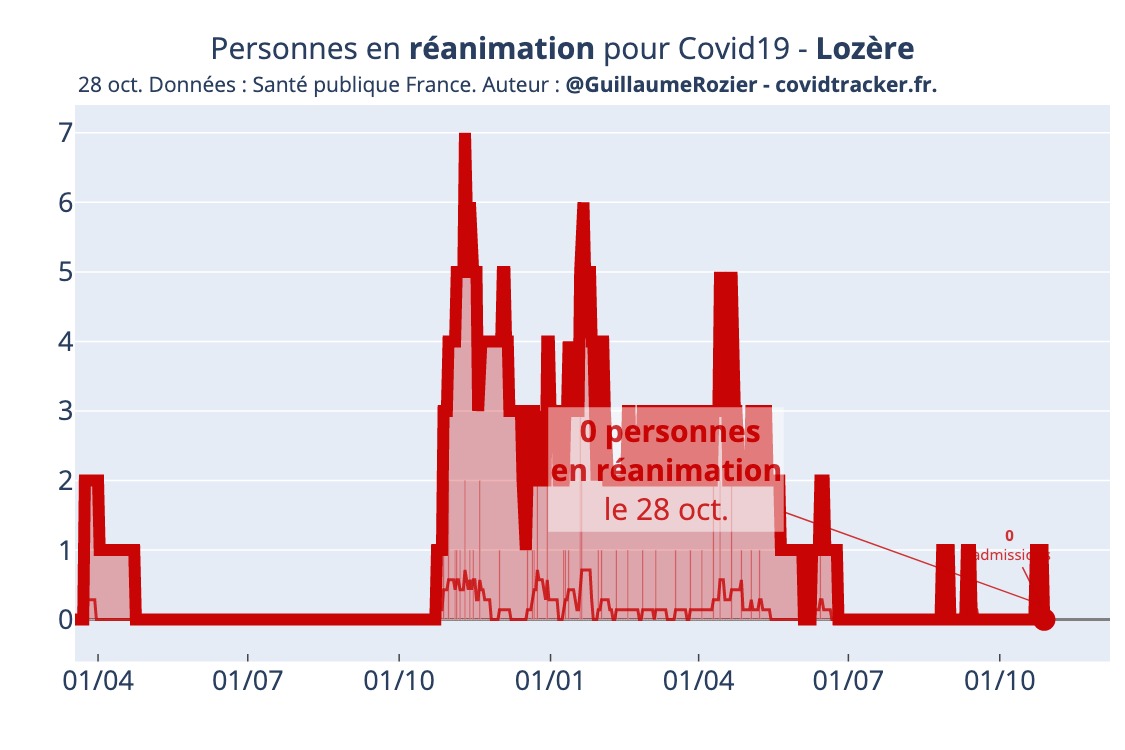 Personnes en réanimation pour Covid19 - Lozère
28 oct. Données : Santé publique France. Auteur : @GuillaumeRozier - covidtracker.fr.
7
6
5
4
3
2
1
0
0 personnes
en réanimation
le 28 oct.
0
admissions
01/04
01/07
01/10
01/01
01/04
01/07
01/10